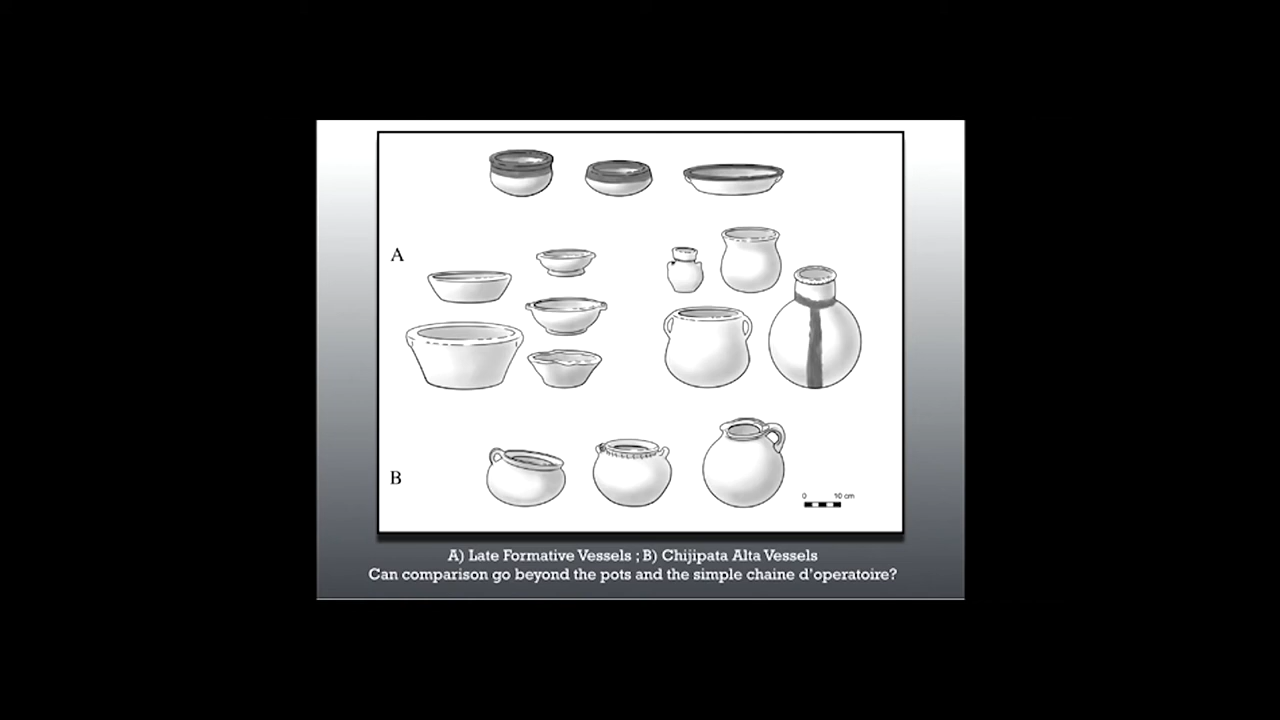 A
B
0 10 cm
A) Late Formative Vessels ; B) Chijipata Alta Vessels
Can comparison go beyond the pots and the simple chaine d'operatoire?